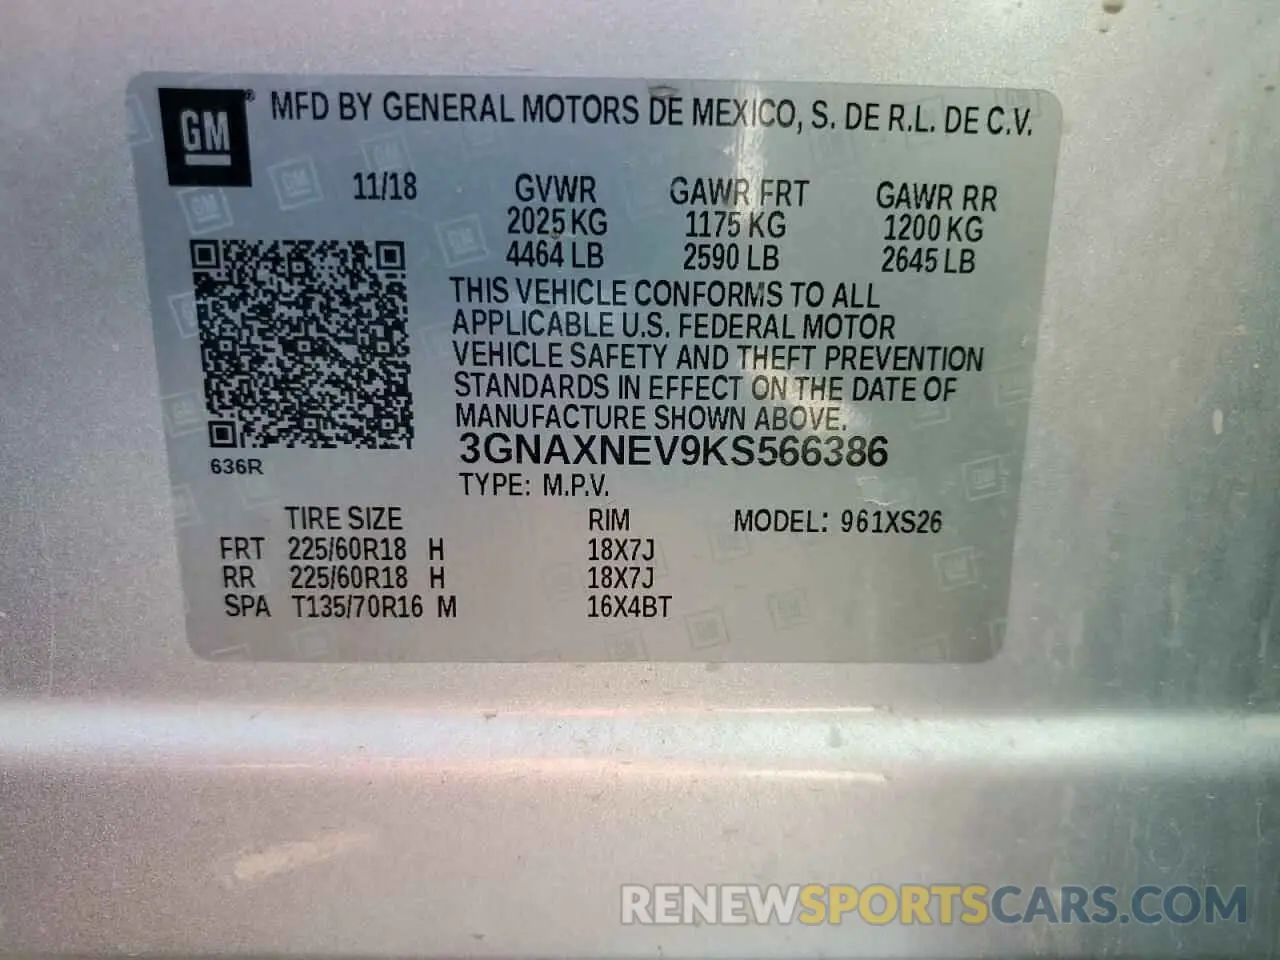 GM ® MFD BY GENERAL MOTORS DE MEXICO, S. DE R.L. DE C.V.
11/18 GVWR GAWR FRT GAWR RR
2025 KG 1175 KG 1200 KG
4464 LB 2590 LB 2645 LB
THIS VEHICLE CONFORMS TO ALL
APPLICABLE U.S. FEDERAL MOTOR
VEHICLE SAFETY AND THEFT PREVENTION
STANDARDS IN EFFECT ON THE DATE OF
MANUFACTURE SHOWN ABOVE.
3GNAXNEV9KS566386
636R
TYPE: M.P.V.
TIRE SIZE RIM MODEL: 961XS26
FRT 225/60R18 H 18X7J
RR 225/60R18 H 18X7J
SPA T135/70R16 M 16X4BT
RENEWSPORTSCARS.COM